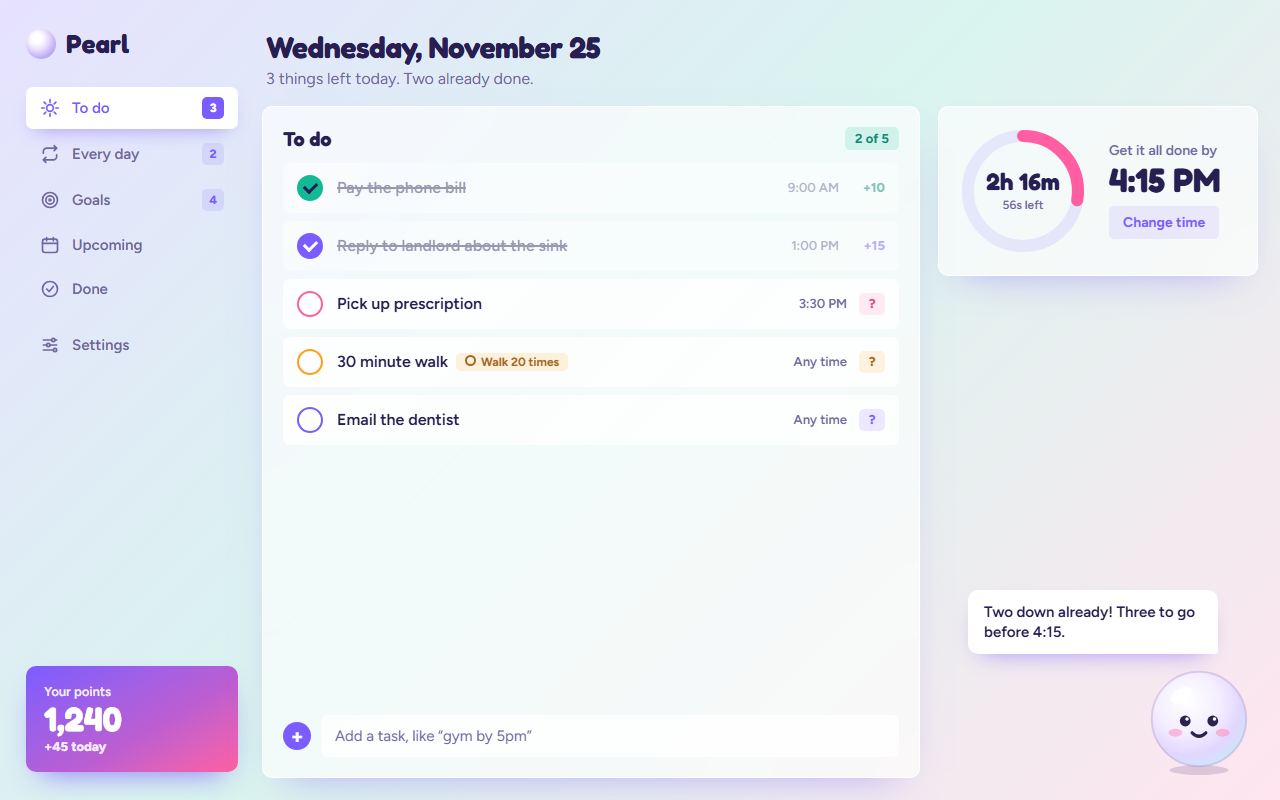 Pearl
To do
3
Every day
2
Goals
4
Upcoming
Done
Settings
Your points
1,240
+45 today
Wednesday, November 25
3 things left today. Two already done.
To do
2 of 5
Pay the phone bill
9:00 AM
+10
Reply to landlord about the sink
1:00 PM
+15
Pick up prescription
3:30 PM
?
30 minute walk
Walk 20 times
Any time
?
Email the dentist
Any time
?
+
Add a task, like “gym by 5pm”
2h 16m
56s left
Get it all done by
4:15 PM
Change time
Two down already! Three to go
before 4:15.